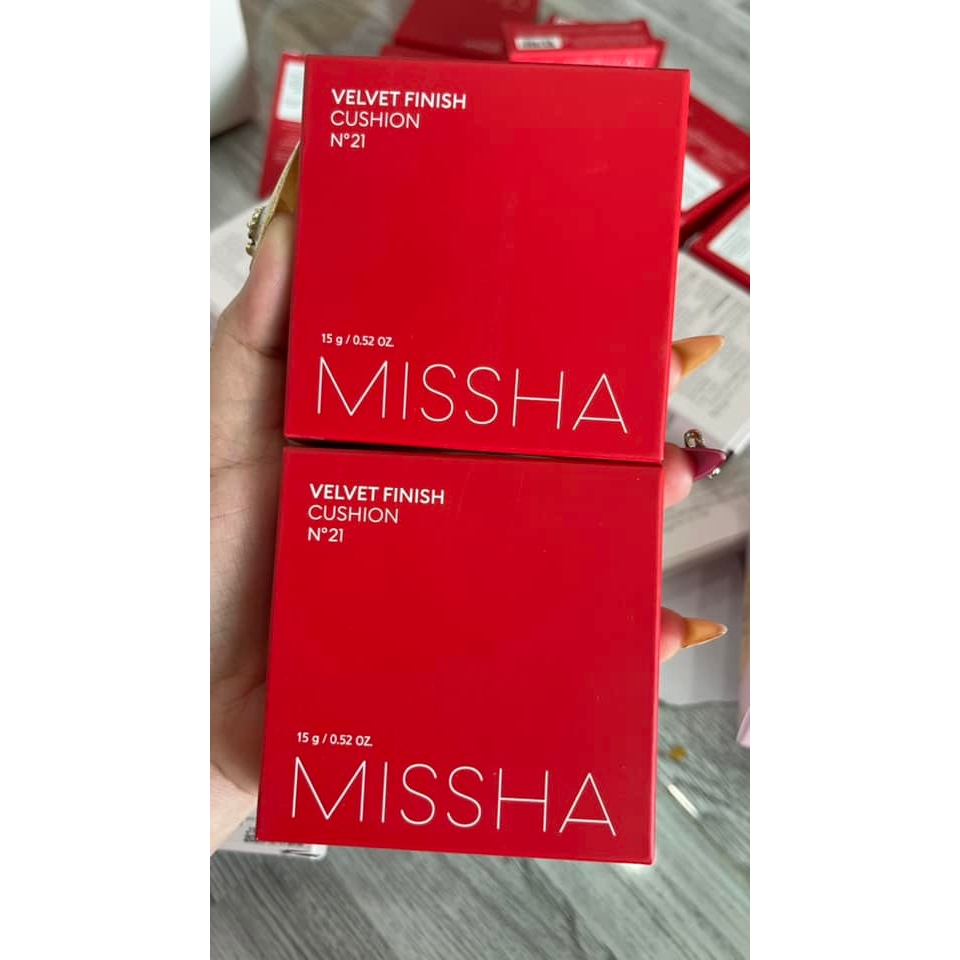 VELVET FINISH
CUSHION
N°21
15 g / 0.52 OZ.
MISSHA
VELVET FINISH
CUSHION
N°21
15 g / 0.52 OZ.
MISSHA